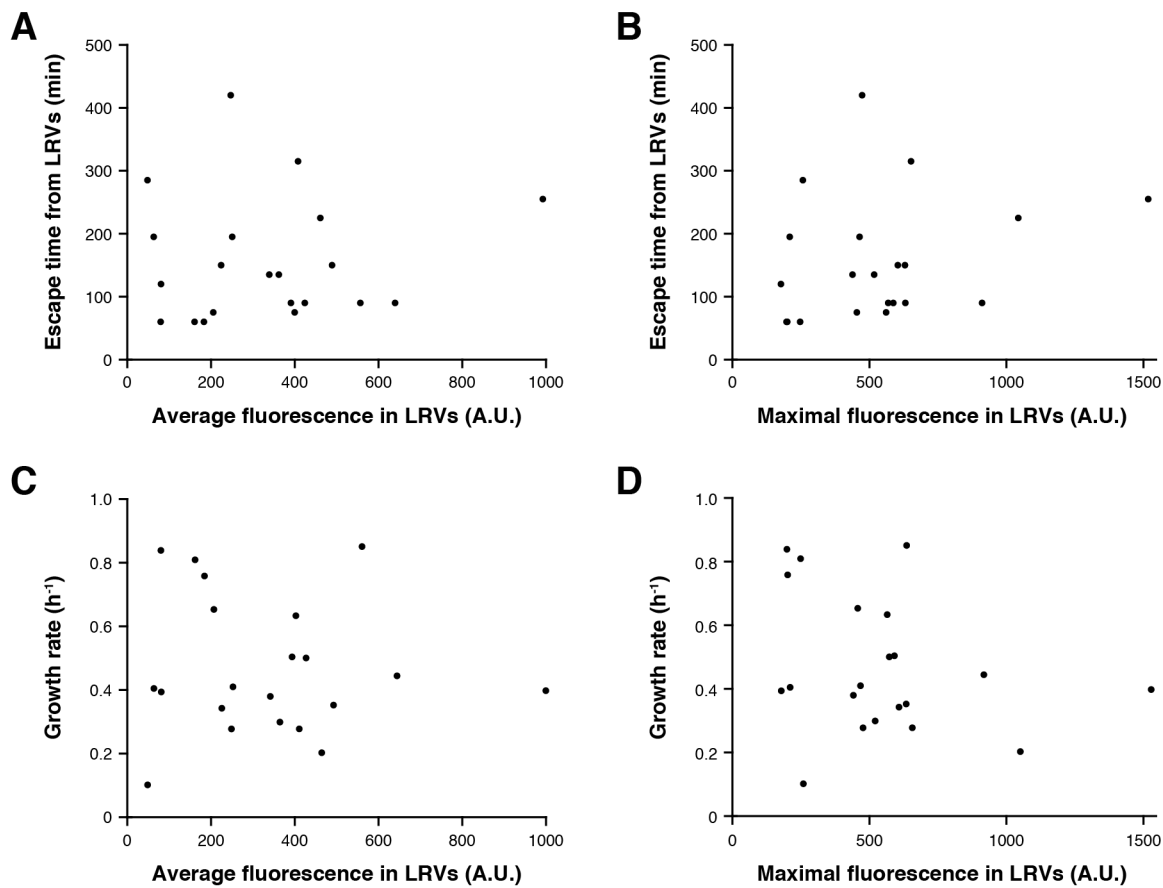 A
B
500
400
300
200
100
0
Escape time from LRVs (min)
0 200 400 600 800 1000
Average fluorescence in LRVs (A.U.)
500
400
300
200
100
0
Escape time from LRVs (min)
0 500 1000 1500
Maximal fluorescence in LRVs (A.U.)
C
D
1.0
0.8
0.6
0.4
0.2
0
Growth rate (h⁻¹)
0 200 400 600 800 1000
Average fluorescence in LRVs (A.U.)
1.0
0.8
0.6
0.4
0.2
0
Growth rate (h⁻¹)
0 500 1000 1500
Maximal fluorescence in LRVs (A.U.)